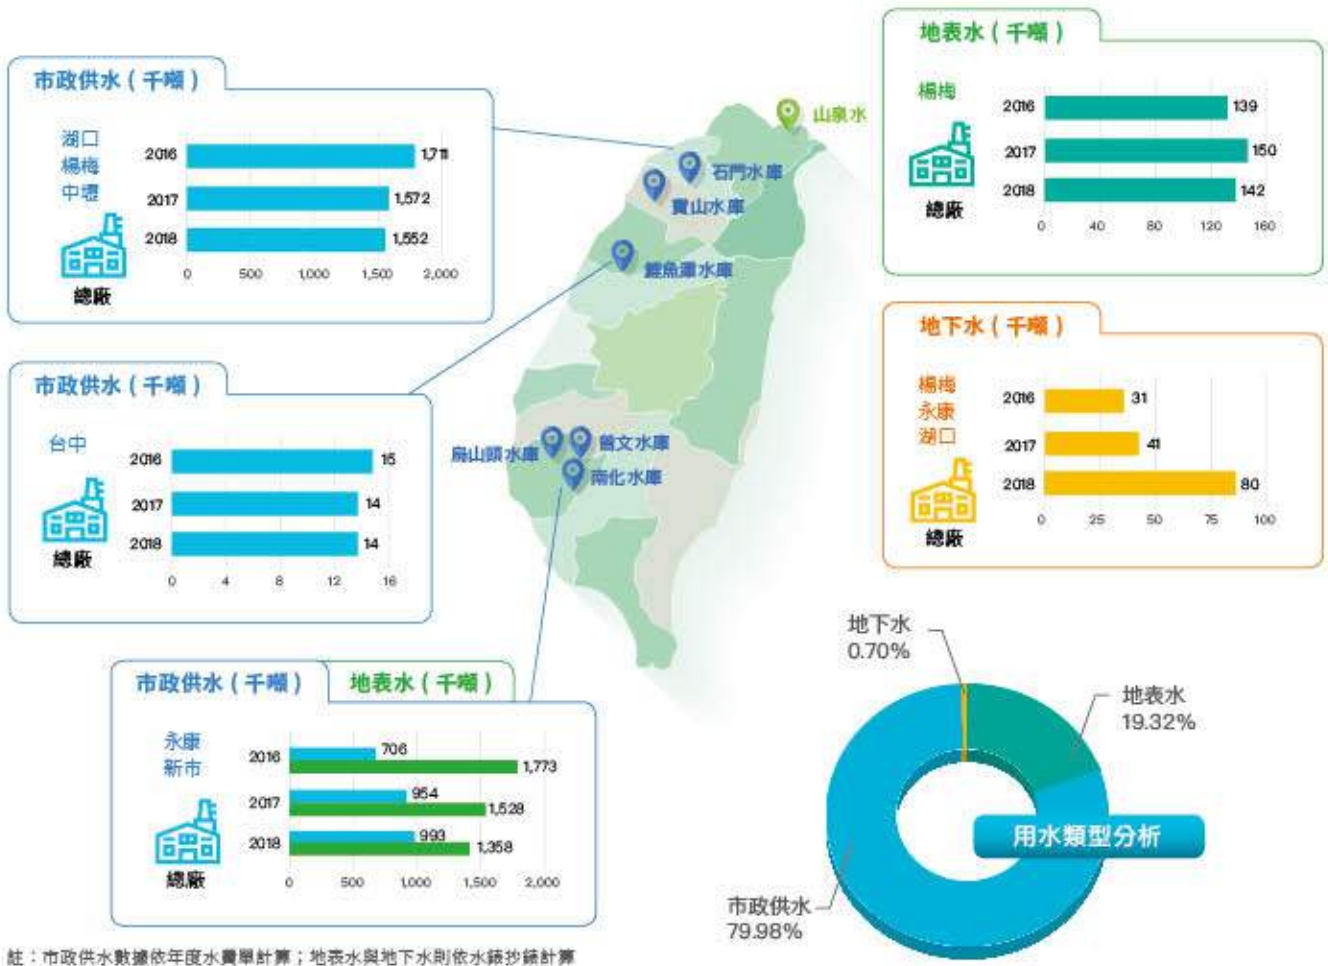 市政供水（千噸）
湖口
楊梅
中壢
總廠
2016 1,711
2017 1,572
2018 1,552
0 500 1,000 1,500 2,000
市政供水（千噸）
台中
總廠
2016 15
2017 14
2018 14
0 4 8 12 16
市政供水（千噸） 地表水（千噸）
永康
新市
總廠
2016 706
1,773
2017 954
1,528
2018 993
1,358
0 500 1,000 1,500 2,000
山泉水
石門水庫
寶山水庫
鯉魚潭水庫
烏山頭水庫
曾文水庫
南化水庫
地表水（千噸）
楊梅
總廠
2016 139
2017 150
2018 142
0 40 80 120 160
地下水（千噸）
楊梅
永康
湖口
總廠
2016 31
2017 41
2018 80
0 25 50 75 100
地下水
0.70%
地表水
19.32%
用水類型分析
市政供水
79.98%
註：市政供水數據依年度水費單計算；地表水與地下水則依水錶抄錶計算